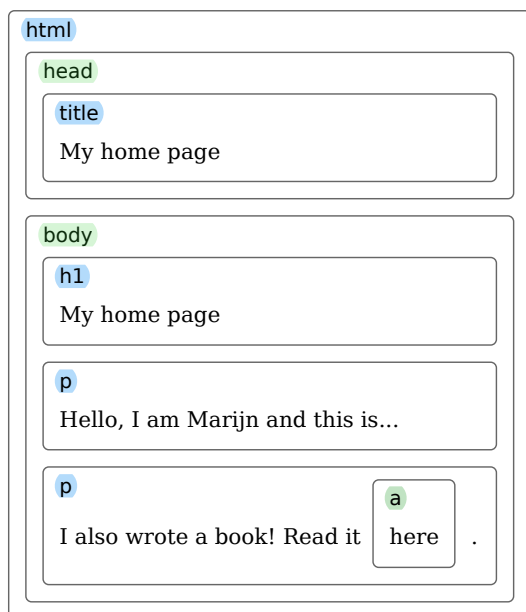 html
head
title
My home page
body
h1
My home page
p
Hello, I am Marijn and this is...
p
a
I also wrote a book! Read it here .